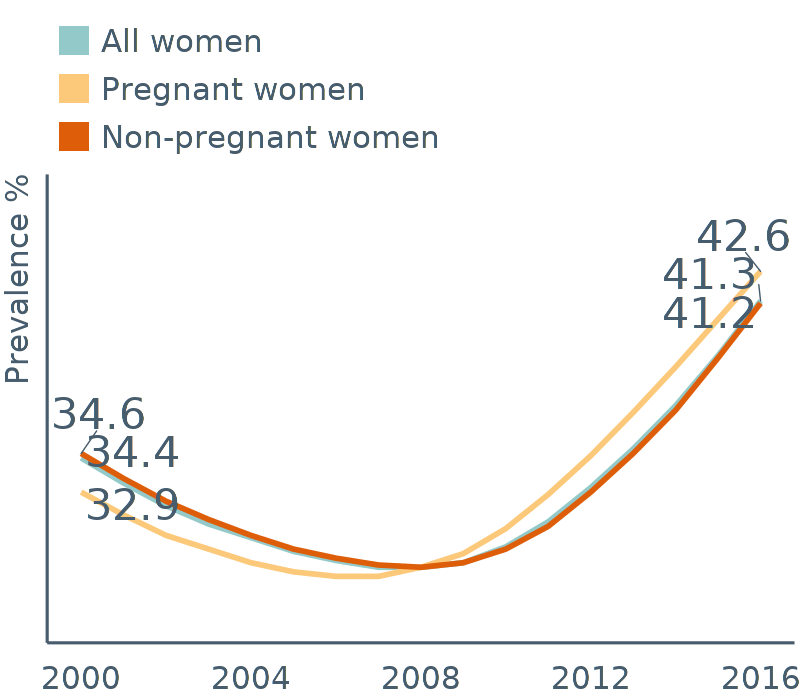 All women
Pregnant women
Non-pregnant women
Prevalence %
42.6
41.3
41.2
34.6
34.4
32.9
2000 2004 2008 2012 2016